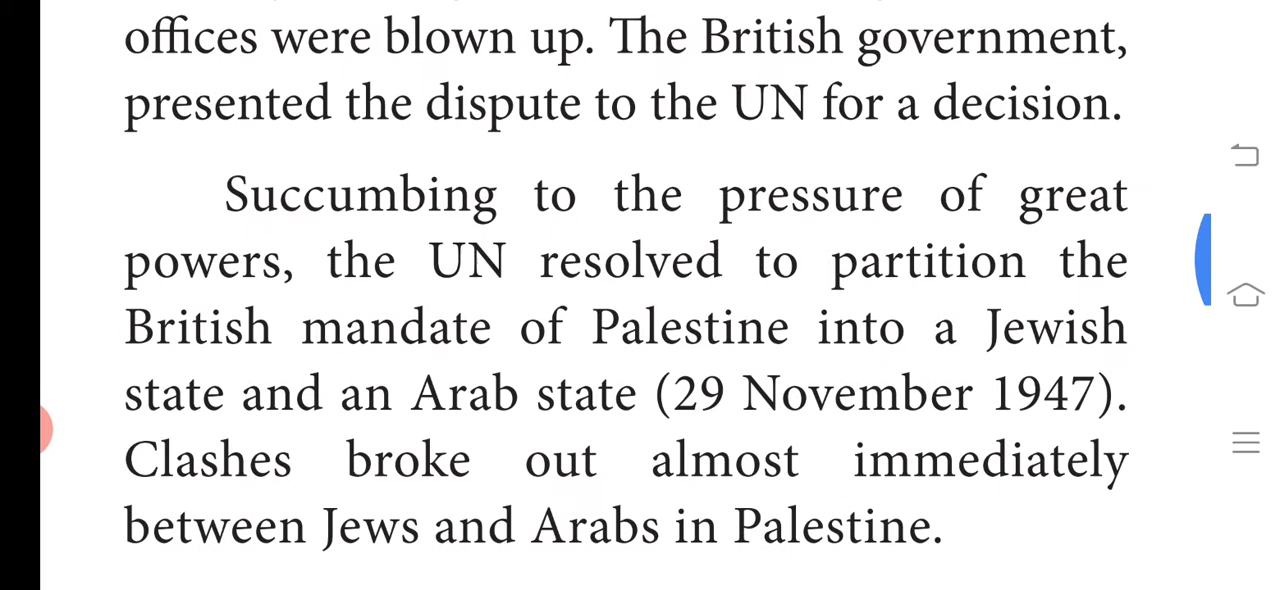 offices were blown up. The British government,
presented the dispute to the UN for a decision.
Succumbing to the pressure of great
powers, the UN resolved to partition the
British mandate of Palestine into a Jewish
state and an Arab state (29 November 1947).
Clashes broke out almost immediately
between Jews and Arabs in Palestine.